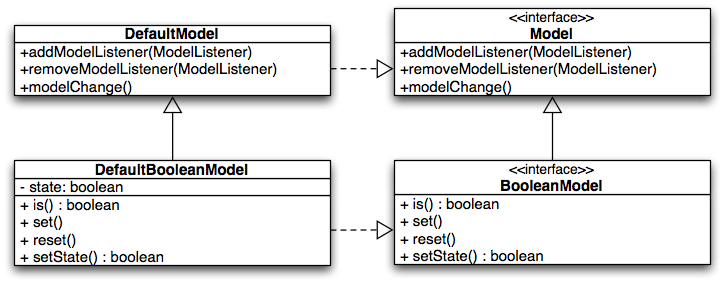 DefaultModel
+addModelListener(ModelListener)
+removeModelListener(ModelListener)
+modelChange()
<<interface>>
Model
+addModelListener(ModelListener)
+removeModelListener(ModelListener)
+modelChange()
DefaultBooleanModel
- state: boolean
+ is() : boolean
+ set()
+ reset()
+ setState() : boolean
<<interface>>
BooleanModel
+ is() : boolean
+ set()
+ reset()
+ setState() : boolean